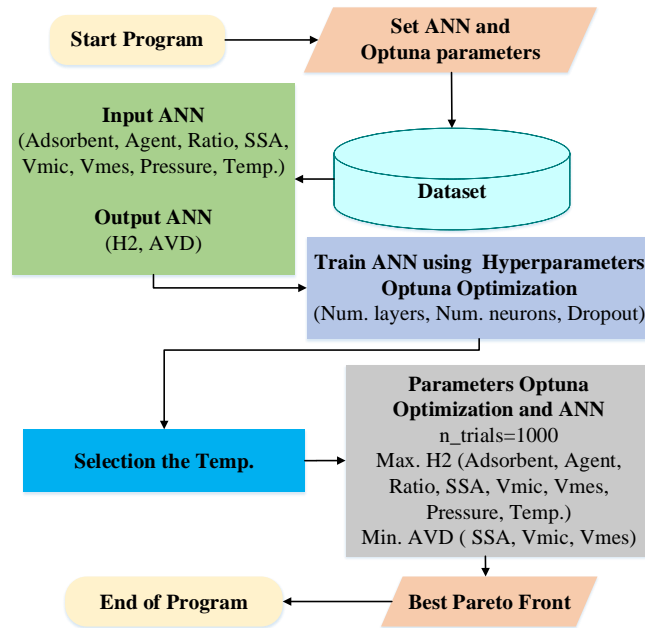 Start Program
Set ANN and
Optuna parameters
Input ANN
(Adsorbent, Agent, Ratio, SSA,
Vmic, Vmes, Pressure, Temp.)
Output ANN
(H2, AVD)
Dataset
Train ANN using Hyperparameters
Optuna Optimization
(Num. layers, Num. neurons, Dropout)
Selection the Temp.
Parameters Optuna
Optimization and ANN
n_trials=1000
Max. H2 (Adsorbent, Agent,
Ratio, SSA, Vmic, Vmes,
Pressure, Temp.)
Min. AVD ( SSA, Vmic, Vmes)
End of Program
Best Pareto Front